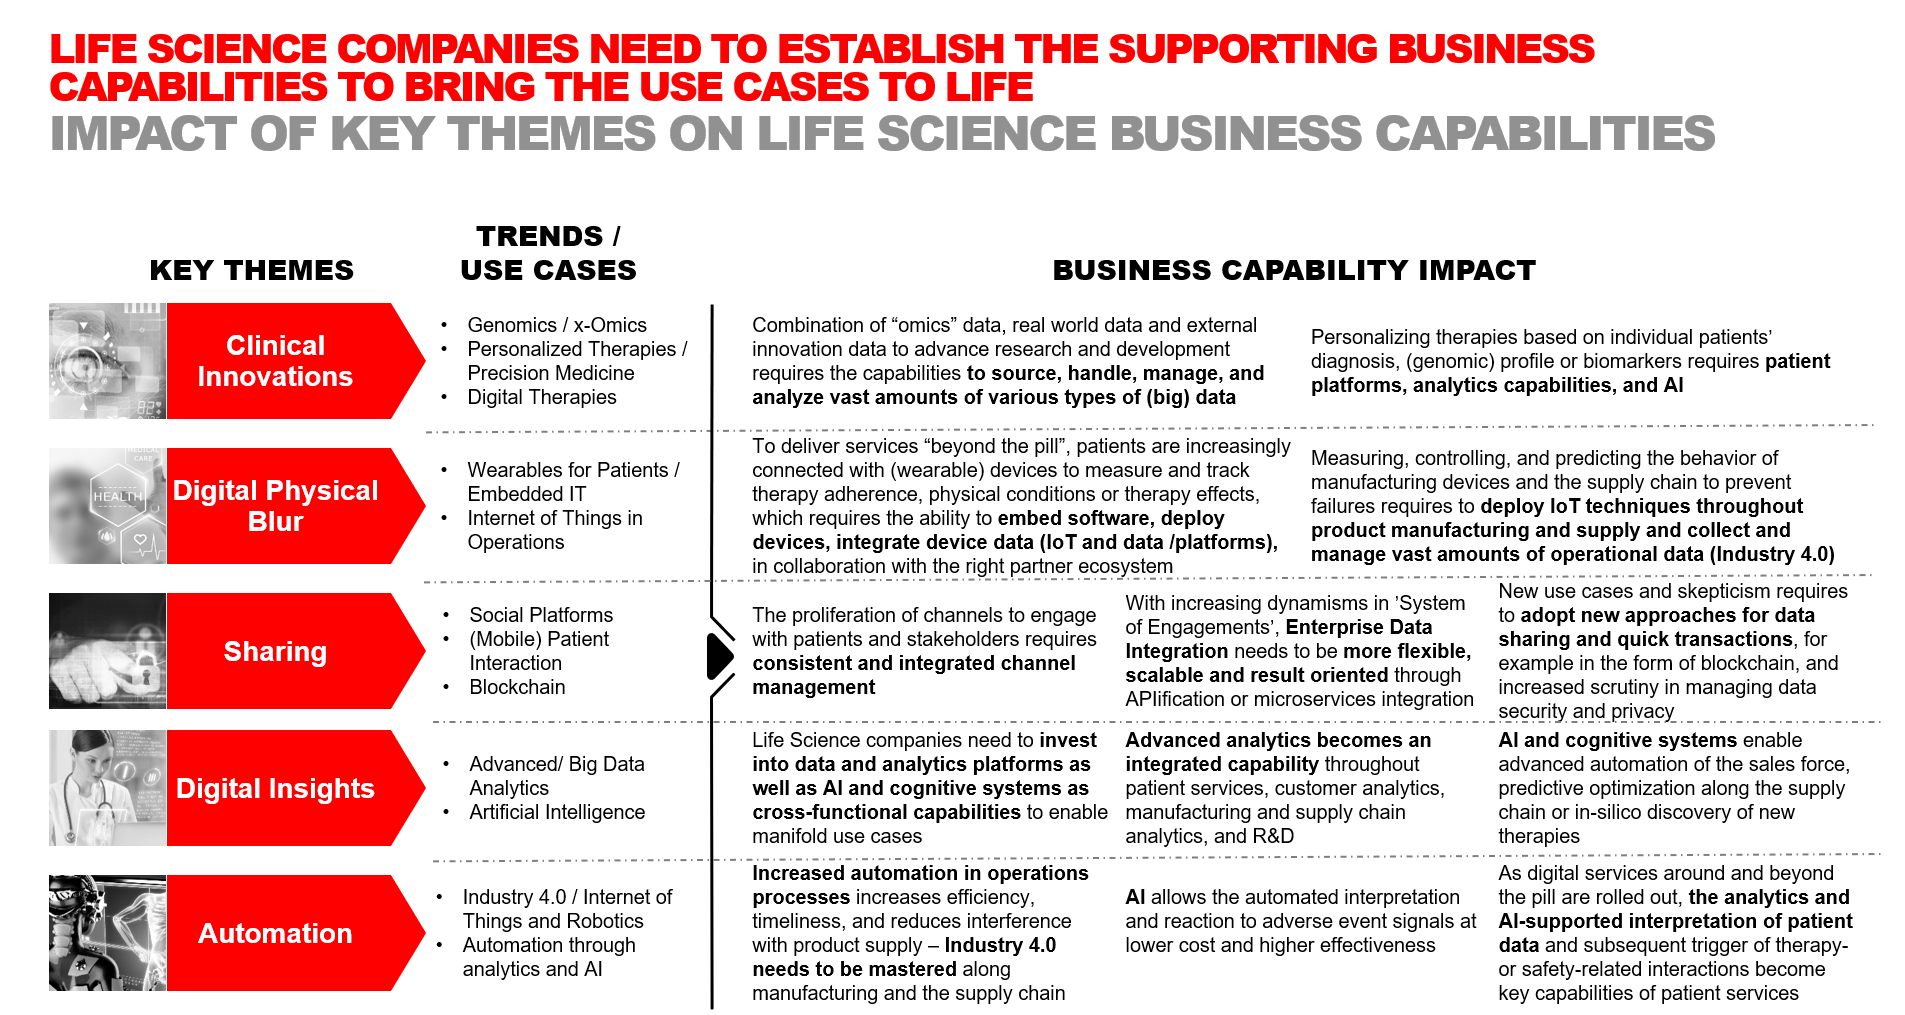 LIFE SCIENCE COMPANIES NEED TO ESTABLISH THE SUPPORTING BUSINESS
CAPABILITIES TO BRING THE USE CASES TO LIFE
IMPACT OF KEY THEMES ON LIFE SCIENCE BUSINESS CAPABILITIES
KEY THEMES
TRENDS /
USE CASES
BUSINESS CAPABILITY IMPACT
Clinical
Innovations
• Genomics / x-Omics
• Personalized Therapies /
Precision Medicine
• Digital Therapies
Combination of “omics” data, real world data and external
innovation data to advance research and development
requires the capabilities to source, handle, manage, and
analyze vast amounts of various types of (big) data
Personalizing therapies based on individual patients’
diagnosis, (genomic) profile or biomarkers requires patient
platforms, analytics capabilities, and AI
MEDICAL
CARE
HEALTH
Digital Physical
Blur
• Wearables for Patients /
Embedded IT
• Internet of Things in
Operations
To deliver services “beyond the pill”, patients are increasingly
connected with (wearable) devices to measure and track
therapy adherence, physical conditions or therapy effects,
which requires the ability to embed software, deploy
devices, integrate device data (IoT and data /platforms),
in collaboration with the right partner ecosystem
Measuring, controlling, and predicting the behavior of
manufacturing devices and the supply chain to prevent
failures requires to deploy IoT techniques throughout
product manufacturing and supply and collect and
manage vast amounts of operational data (Industry 4.0)
Sharing
• Social Platforms
• (Mobile) Patient
Interaction
• Blockchain
The proliferation of channels to engage
with patients and stakeholders requires
consistent and integrated channel
management
With increasing dynamisms in ’System
of Engagements’, Enterprise Data
Integration needs to be more flexible,
scalable and result oriented through
APIification or microservices integration
New use cases and skepticism requires
to adopt new approaches for data
sharing and quick transactions, for
example in the form of blockchain, and
increased scrutiny in managing data
security and privacy
Digital Insights
• Advanced/ Big Data
Analytics
• Artificial Intelligence
Life Science companies need to invest
into data and analytics platforms as
well as AI and cognitive systems as
cross-functional capabilities to enable
manifold use cases
Advanced analytics becomes an
integrated capability throughout
patient services, customer analytics,
manufacturing and supply chain
analytics, and R&D
AI and cognitive systems enable
advanced automation of the sales force,
predictive optimization along the supply
chain or in-silico discovery of new
therapies
Automation
• Industry 4.0 / Internet of
Things and Robotics
• Automation through
analytics and AI
Increased automation in operations
processes increases efficiency,
timeliness, and reduces interference
with product supply – Industry 4.0
needs to be mastered along
manufacturing and the supply chain
AI allows the automated interpretation
and reaction to adverse event signals at
lower cost and higher effectiveness
As digital services around and beyond
the pill are rolled out, the analytics and
AI-supported interpretation of patient
data and subsequent trigger of therapy-
or safety-related interactions become
key capabilities of patient services